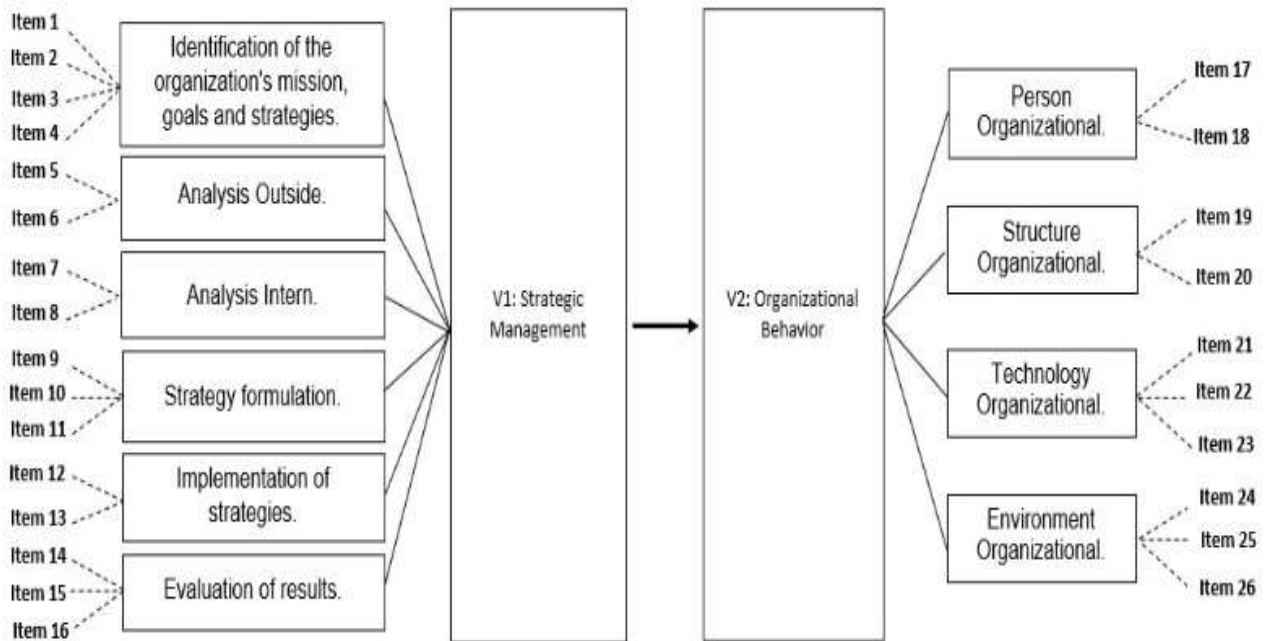 Item 1
Item 2
Item 3
Item 4
Identification of the
organization's mission,
goals and strategies.
Item 5
Item 6
Analysis Outside.
Item 7
Item 8
Analysis Intern.
Item 9
Item 10
Item 11
Strategy formulation.
Item 12
Item 13
Implementation of
strategies.
Item 14
Item 15
Item 16
Evaluation of results.
V1: Strategic
Management
V2: Organizational
Behavior
Person
Organizational.
Item 17
Item 18
Structure
Organizational.
Item 19
Item 20
Technology
Organizational.
Item 21
Item 22
Item 23
Environment
Organizational.
Item 24
Item 25
Item 26